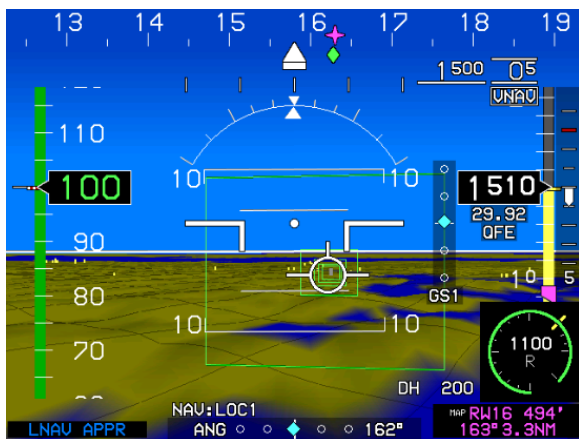 13 14 15 16 17 18 19
1 500 05
VNAV
110
100
90
80
70
10 10
10 10
1510
29.92
QFE
10 5
GS1
1100
R
DH 200
NAV:LOC1
LNAV APPR
ANG 162°
MAP RW16 494'
163° 3.3NM